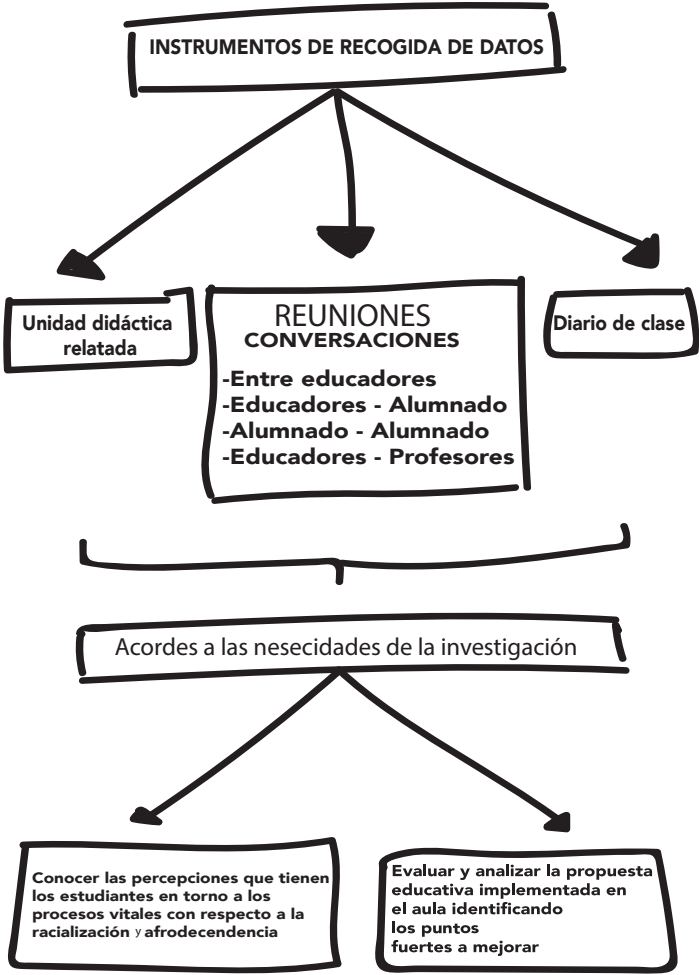 INSTRUMENTOS DE RECOGIDA DE DATOS
Unidad didáctica
relatada
REUNIONES
CONVERSACIONES
-Entre educadores
-Educadores - Alumnado
-Alumnado - Alumnado
-Educadores - Profesores
Diario de clase
Acordes a las nesecidades de la investigación
Conocer las percepciones que tienen
los estudiantes en torno a los
procesos vitales con respecto a la
racialización y afrodecendencia
Evaluar y analizar la propuesta
educativa implementada en
el aula identificando
los puntos
fuertes a mejorar